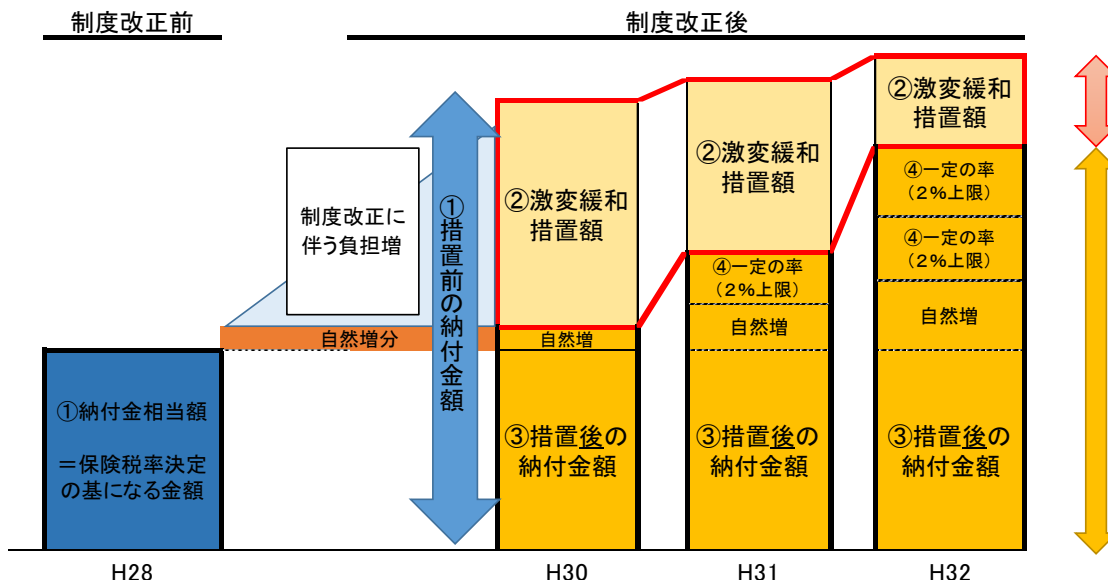 制度改正前
制度改正後
②激変緩和
措置額
④一定の率
(2%上限)
④一定の率
(2%上限)
自然増
③措置後の
納付金額
②激変緩和
措置額
④一定の率
(2%上限)
自然増
③措置後の
納付金額
②激変緩和
措置額
自然増
③措置後の
納付金額
①措置前の納付金額
制度改正に
伴う負担増
自然増分
①納付金相当額
＝保険税率決定
の基になる金額
H28
H30
H31
H32